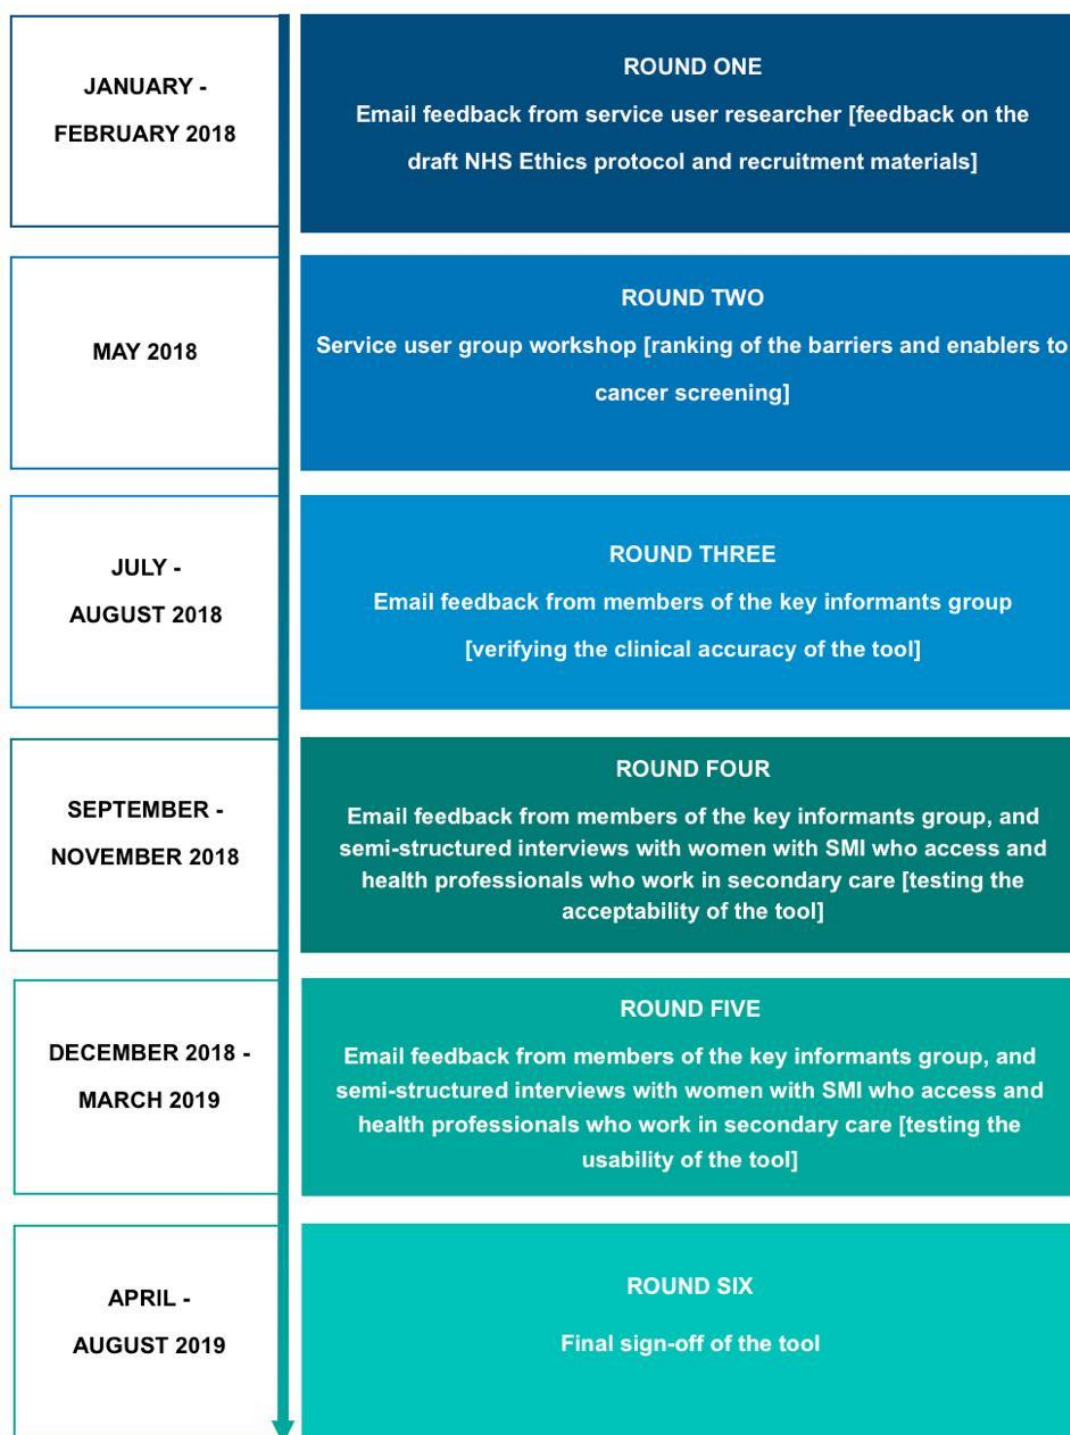 JANUARY -
FEBRUARY 2018
ROUND ONE
Email feedback from service user researcher [feedback on the
draft NHS Ethics protocol and recruitment materials]
MAY 2018
ROUND TWO
Service user group workshop [ranking of the barriers and enablers to
cancer screening]
JULY -
AUGUST 2018
ROUND THREE
Email feedback from members of the key informants group
[verifying the clinical accuracy of the tool]
SEPTEMBER -
NOVEMBER 2018
ROUND FOUR
Email feedback from members of the key informants group, and
semi-structured interviews with women with SMI who access and
health professionals who work in secondary care [testing the
acceptability of the tool]
DECEMBER 2018 -
MARCH 2019
ROUND FIVE
Email feedback from members of the key informants group, and
semi-structured interviews with women with SMI who access and
health professionals who work in secondary care [testing the
usability of the tool]
APRIL -
AUGUST 2019
ROUND SIX
Final sign-off of the tool